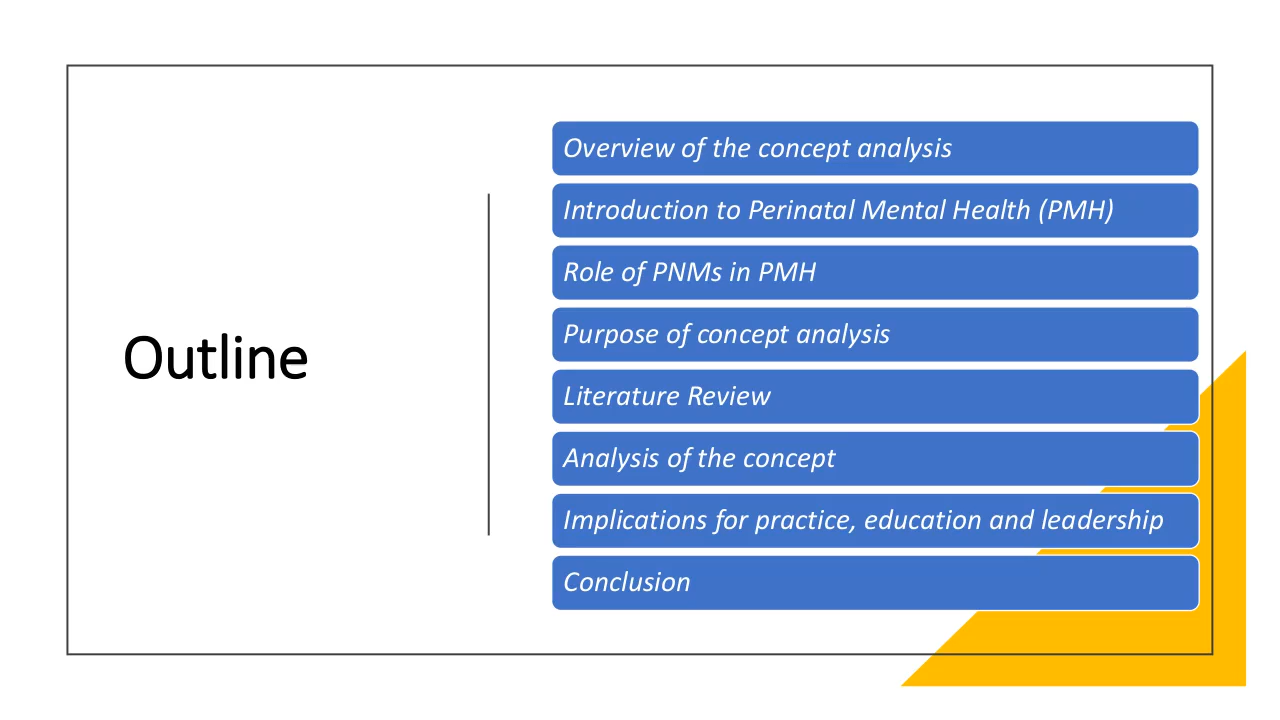 Outline
Overview of the concept analysis
Introduction to Perinatal Mental Health (PMH)
Role of PNMs in PMH
Purpose of concept analysis
Literature Review
Analysis of the concept
Implications for practice, education and leadership
Conclusion